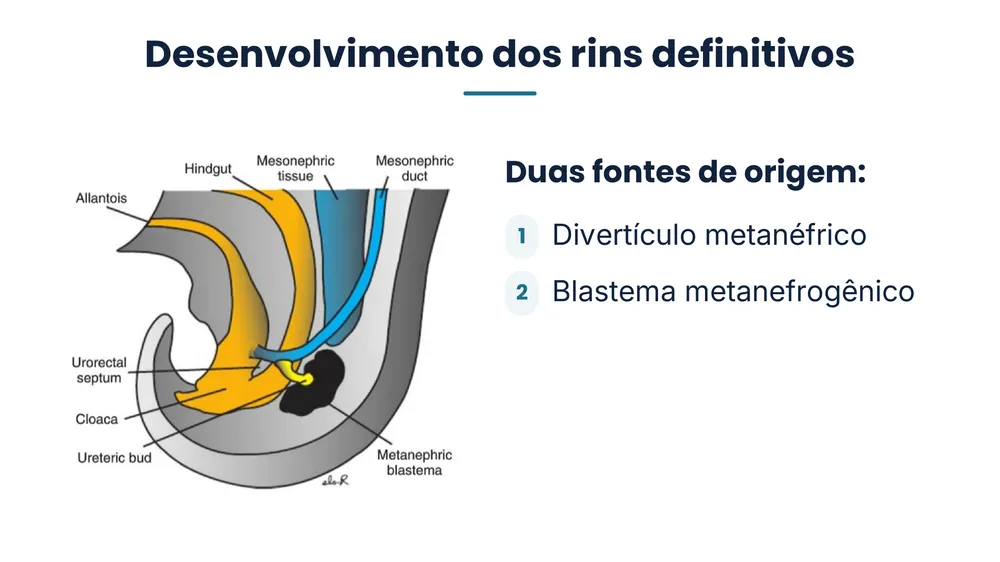 Desenvolvimento dos rins definitivos
Hindgut
Mesonephric
tissue
Mesonephric
duct
Allantois
Urorectal
septum
Cloaca
Ureteric bud
Metanephric
blastema
Duas fontes de origem:
1 Divertículo metanéfrico
2 Blastema metanefrogênico